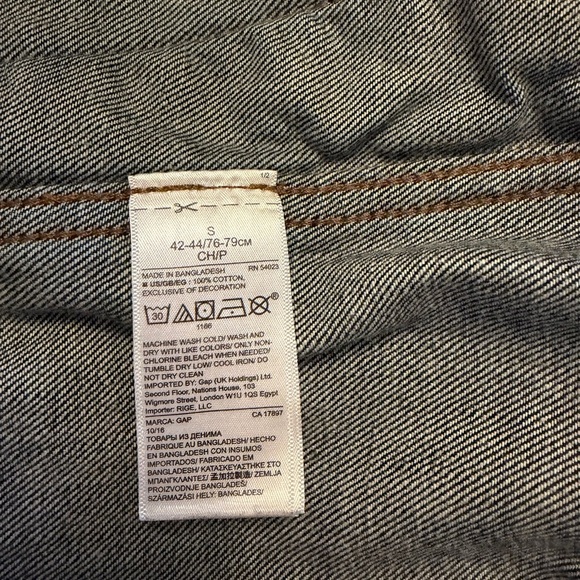 1/2
S
42-44/76-79CM
CH/P
MADE IN BANGLADESH RN 54023
US/GB/EG : 100% COTTON,
EXCLUSIVE OF DECORATION
30
1166
MACHINE WASH COLD/ WASH AND
DRY WITH LIKE COLORS/ ONLY NON-
CHLORINE BLEACH WHEN NEEDED/
TUMBLE DRY LOW/ COOL IRON/ DO
NOT DRY CLEAN
IMPORTED BY: Gap (UK Holdings) Ltd.
Second Floor, Nations House, 103
Wigmore Street, London W1U 1QS Egypt
Importer: RIGE, LLC
MARCA: GAP CA 17897
10/16
ТОВАРЫ ИЗ ДЕНИМА
FABRIQUE AU BANGLADESH/ HECHO
EN BANGLADESH CON INSUMOS
IMPORTADOS/ FABRICADO EM
BANGLADESH/ ΚΑΤΑΣΚΕΥΑΣΤΗΚΕ ΣΤΟ
ΜΠΑΝΓΚΛΑΝΤΕΣ/ 孟加拉製造/ ZEMLJA
PROIZVODNJE BANGLADEŠ/
SZÁRMAZÁSI HELY: BANGLADES/